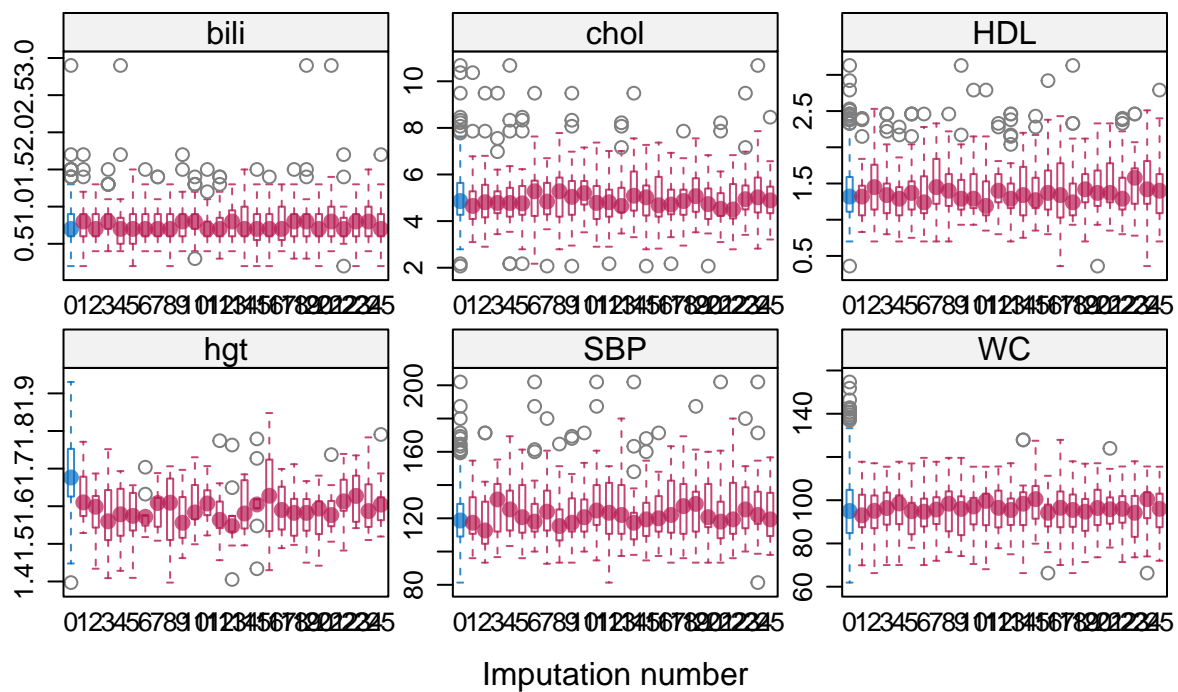 bili
chol
HDL
0.51.01.52.02.53.0
2 4 6 8 10
0.5 1.5 2.5
hgt
SBP
WC
1.41.51.61.71.81.9
80 120 160 200
60 80 100 140
Imputation number